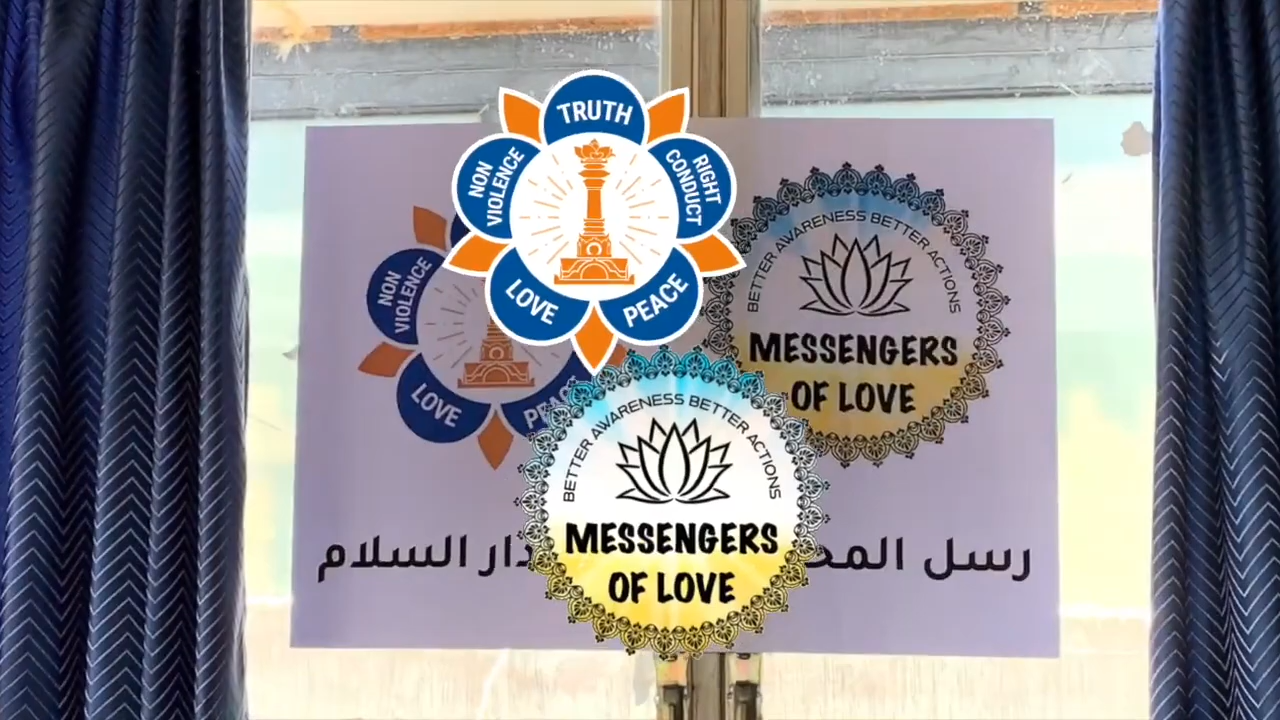 TRUTH
NON VIOLENCE
RIGHT CONDUCT
LOVE
PEACE
BETTER AWARENESS BETTER ACTIONS
MESSENGERS
OF LOVE
NON VIOLENCE
LOVE
BETTER AWARENESS BETTER ACTIONS
MESSENGERS
OF LOVE
رسل دار السلام